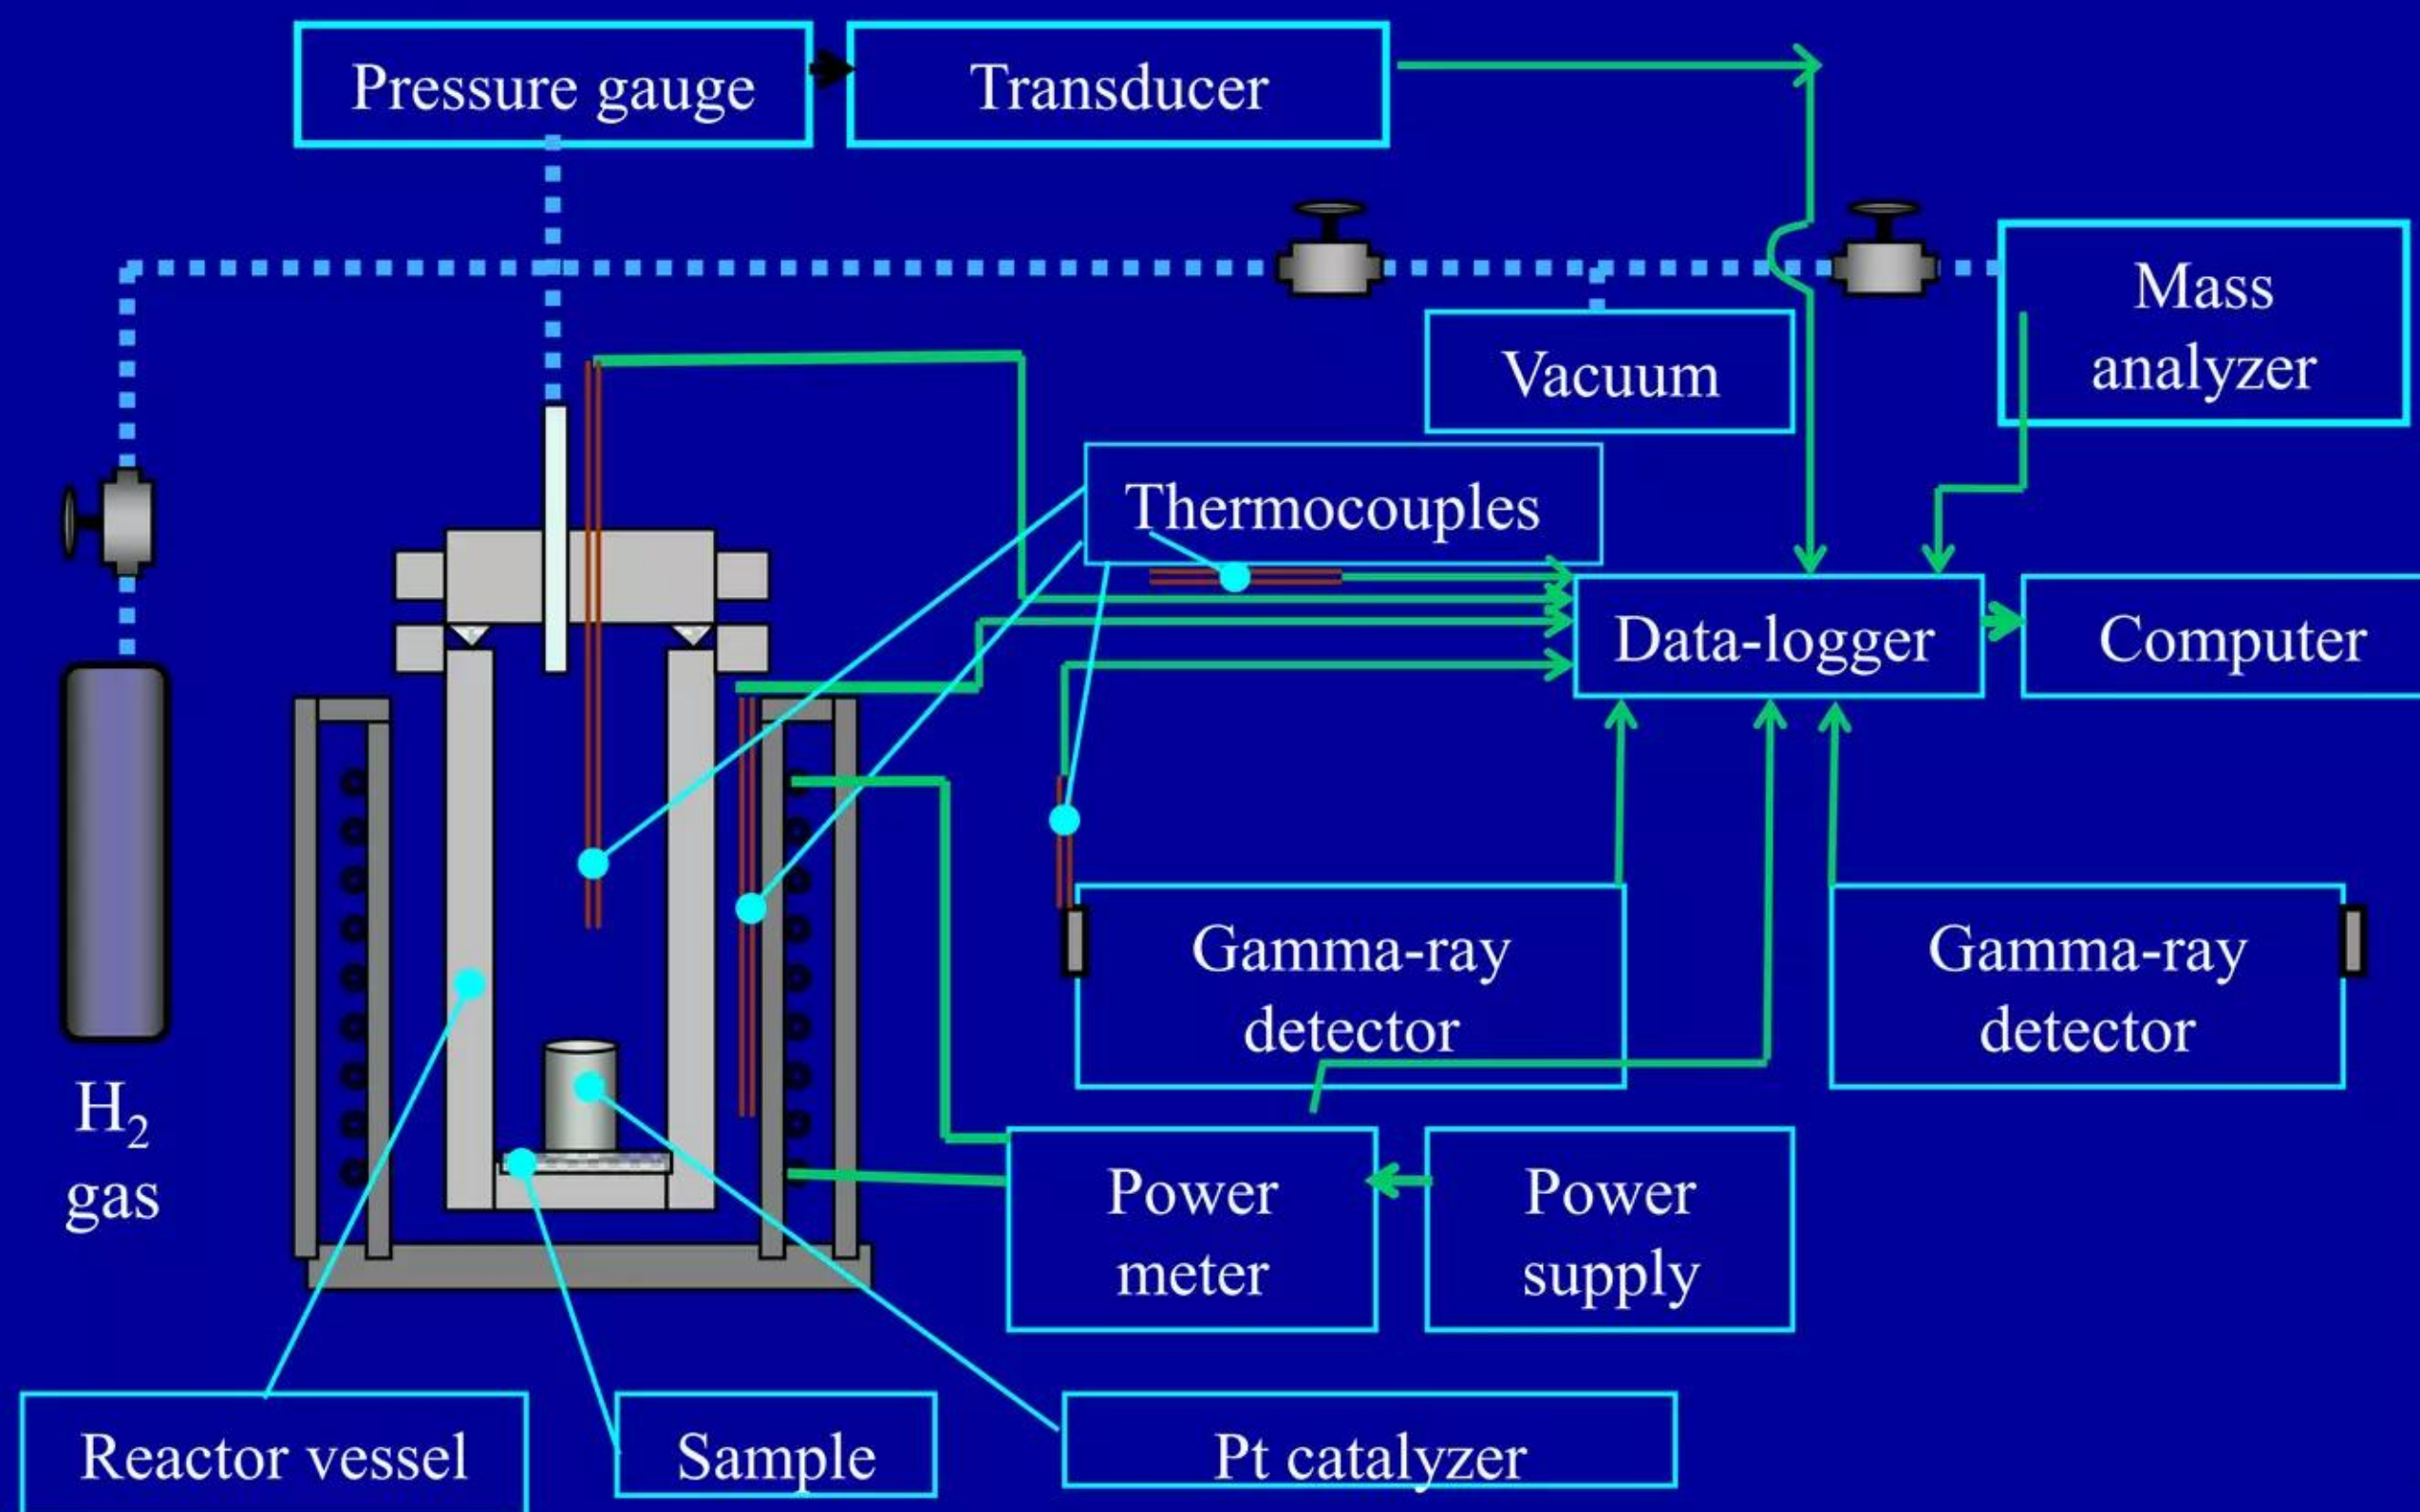 Pressure gauge
Transducer
Mass
analyzer
Vacuum
Thermocouples
Data-logger
Computer
Gamma-ray
detector
Gamma-ray
detector
H₂
gas
Power
meter
Power
supply
Reactor vessel
Sample
Pt catalyzer